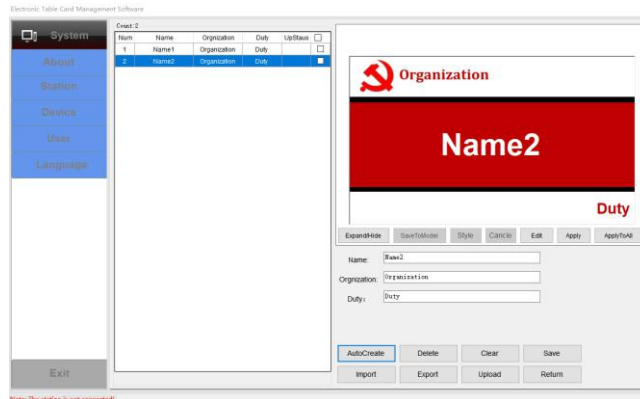 Electronic Table Card Management Software
System
About
Station
Device
User
Language
Exit
Count:2
Num Name Orgnization Duty UpStaus
1 Name1 Organization Duty
2 Name2 Organization Duty
Organization
Name2
Duty
Expand/Hide SaveToModel Style Cancle Edit Apply ApplyToAll
Name: Name2
Orgnization: Organization
Duty: Duty
AutoCreate Delete Clear Save
Import Export Upload Return
Note: The station is not connected!